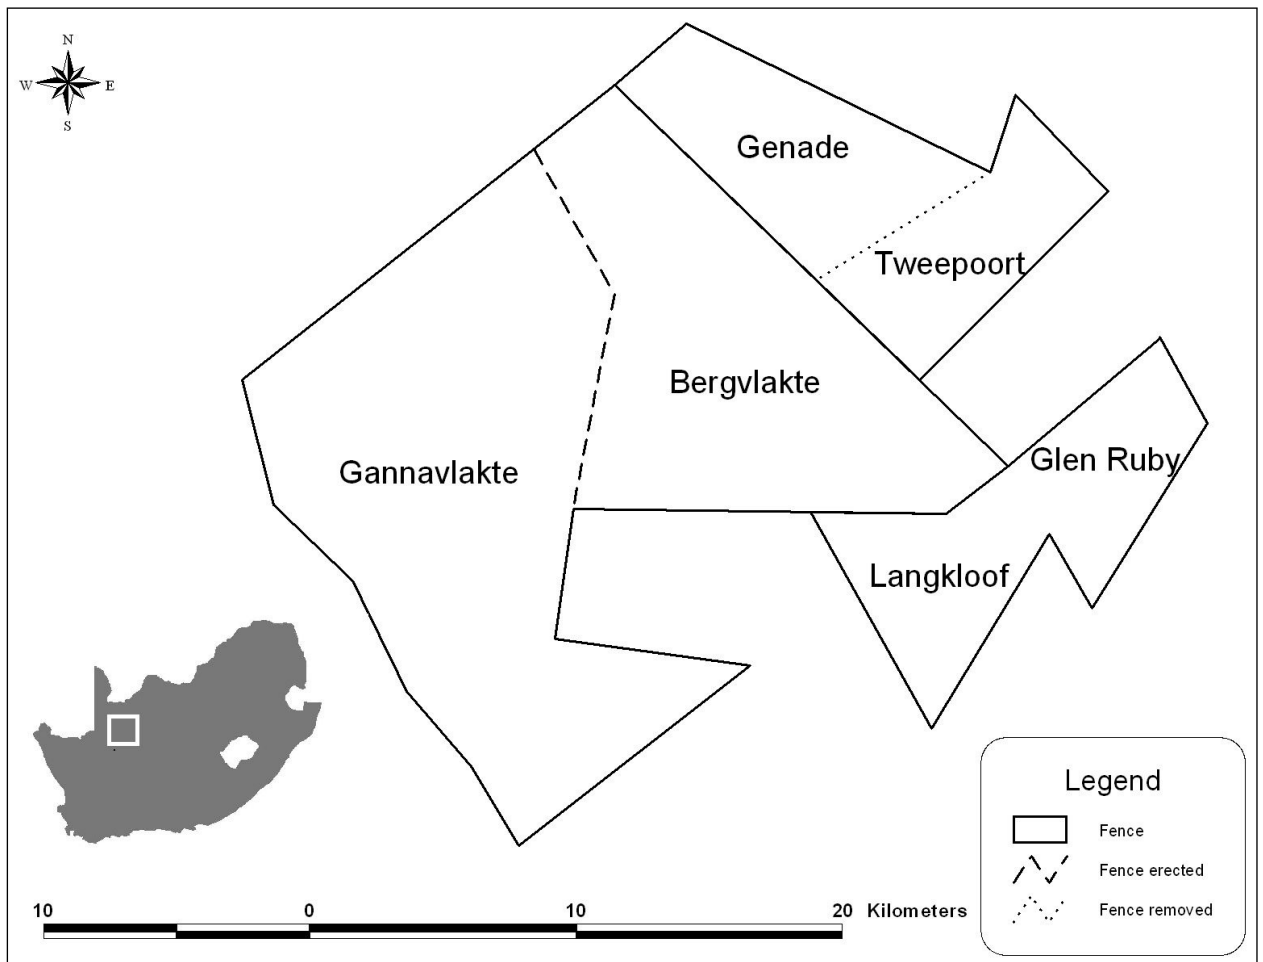 N
W E
S
Genade
Tweepoort
Bergvlakte
Glen Ruby
Gannavlakte
Langkloof
Legend
Fence
Fence erected
Fence removed
10 0 10 20 Kilometers